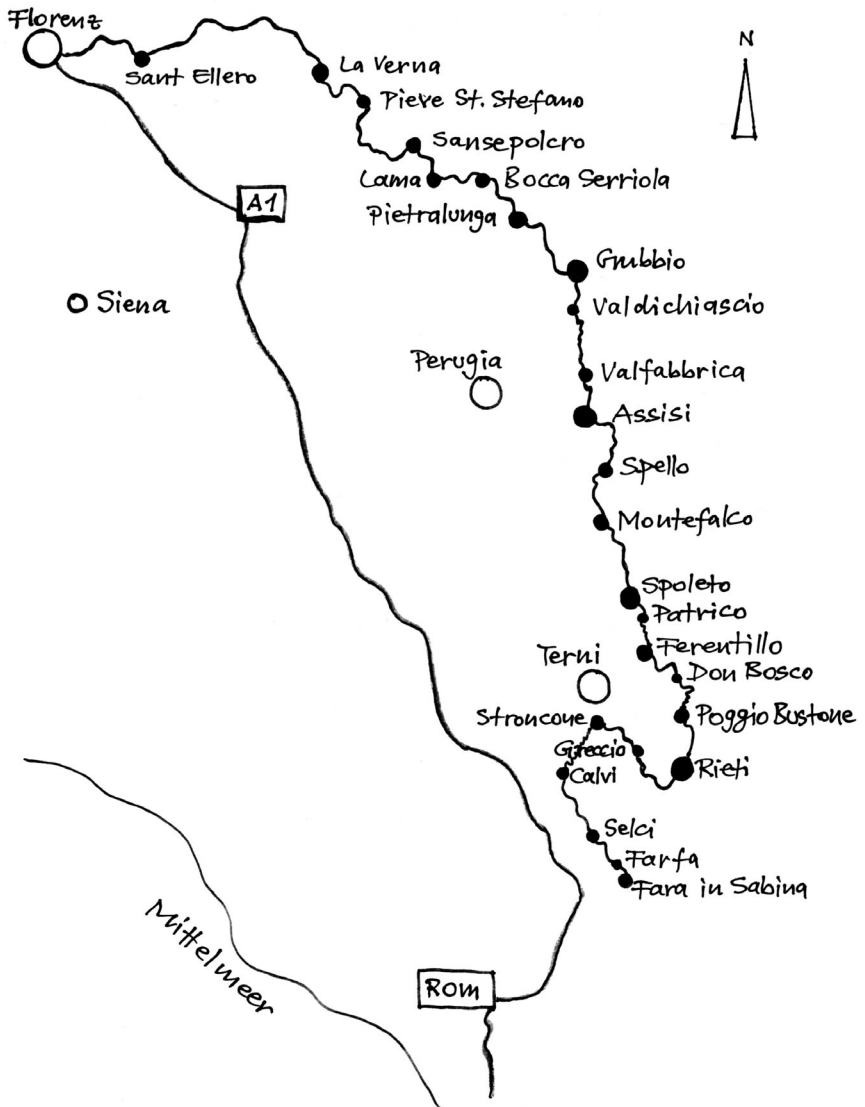 Florenz
N
Sant Ellero
La Verna
Pieve St. Stefano
Sansepolcro
Lama
Bocca Serriola
Pietralunga
A1
Gubbio
Siena
Valdichiascio
Perugia
Valfabbrica
Assisi
Spello
Montefalco
Spoleto
Patrico
Ferentillo
Terni
Don Bosco
Stroncone
Poggio Bustone
Greccio
Rieti
Calvi
Selci
Farfa
Fara in Sabina
Mittelmeer
Rom